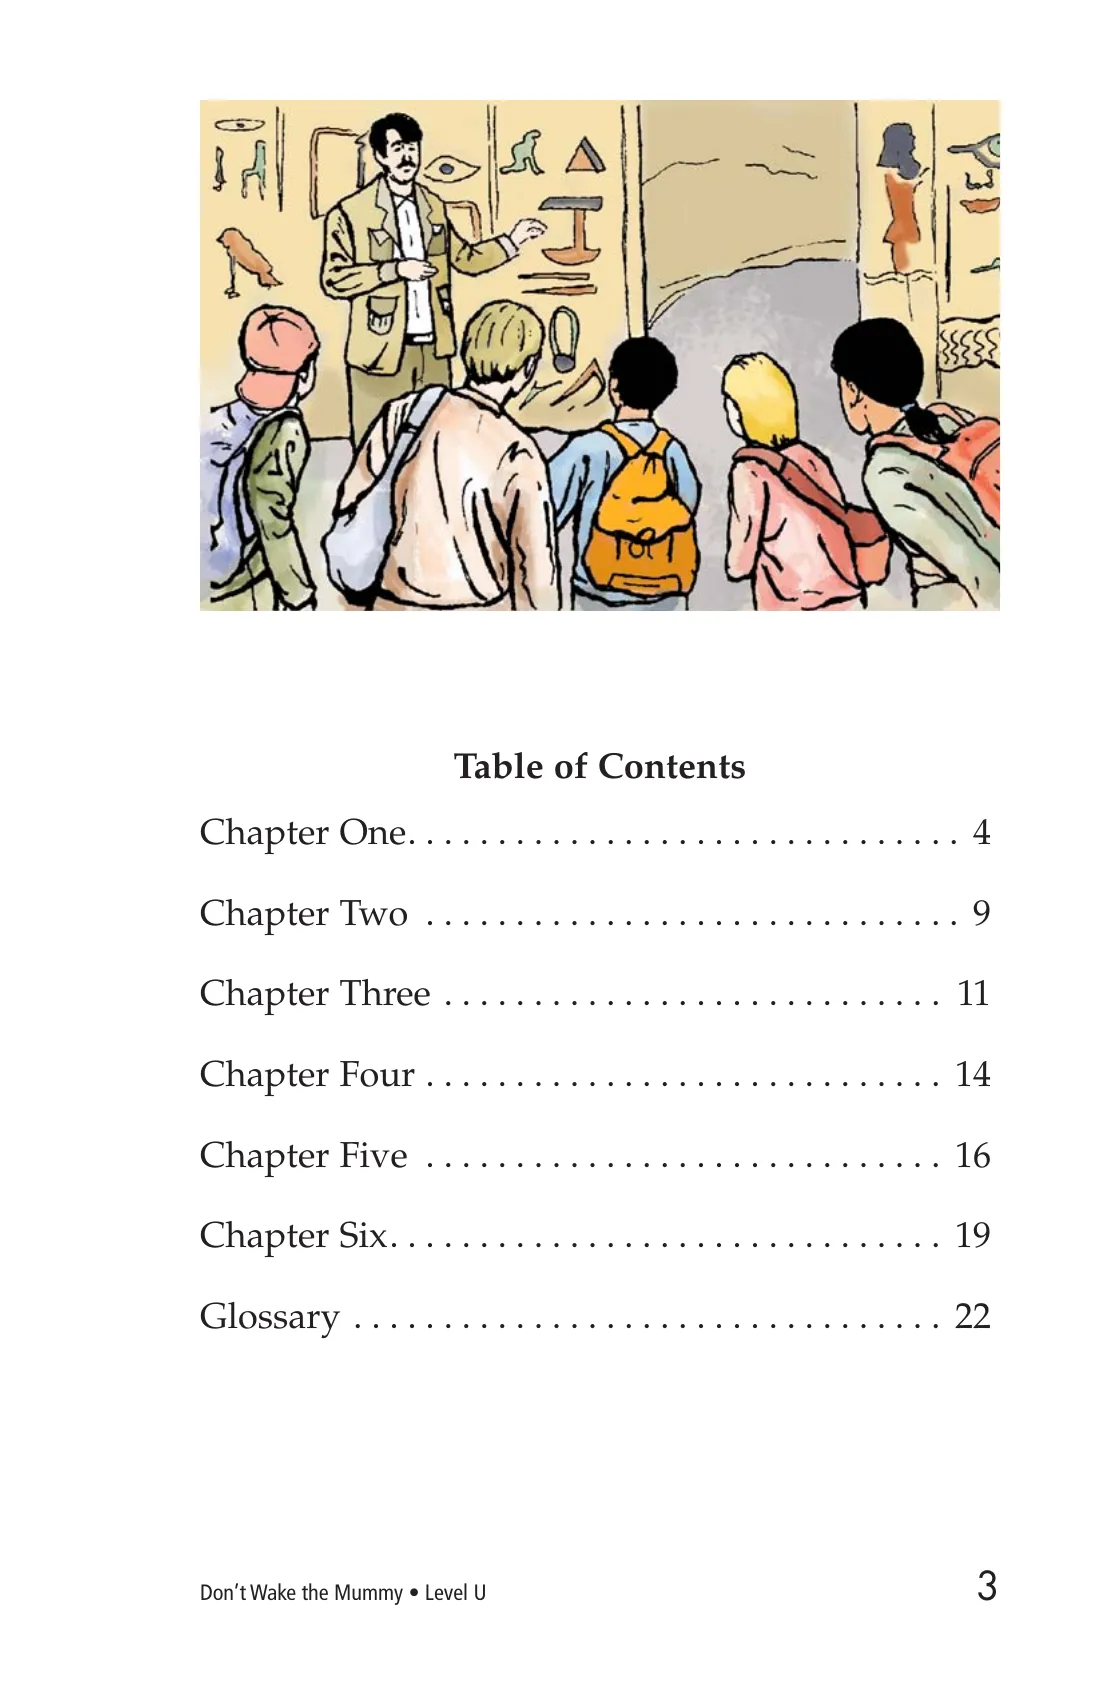 Table of Contents
Chapter One. . . . . . . . . . . . . . . . . . . . . . . . . . . . . . . 4
Chapter Two . . . . . . . . . . . . . . . . . . . . . . . . . . . . . . 9
Chapter Three . . . . . . . . . . . . . . . . . . . . . . . . . . . . 11
Chapter Four . . . . . . . . . . . . . . . . . . . . . . . . . . . . . 14
Chapter Five . . . . . . . . . . . . . . . . . . . . . . . . . . . . . 16
Chapter Six. . . . . . . . . . . . . . . . . . . . . . . . . . . . . . . 19
Glossary . . . . . . . . . . . . . . . . . . . . . . . . . . . . . . . . . 22
Don’t Wake the Mummy • Level U 3